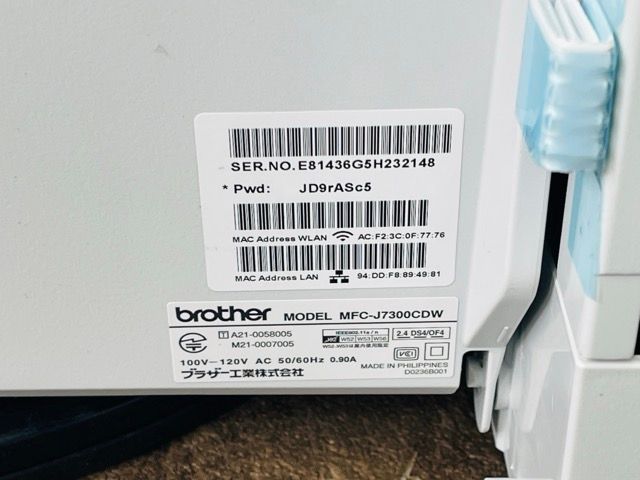 SER.NO.E81436G5H232148
* Pwd: JD9rASc5
MAC Address WLAN AC:F2:3C:0F:77:76
MAC Address LAN 94:DD:F8:89:49:81
brother MODEL MFC-J7300CDW
T A21-0058005
M21-0007005
IEEE802.11a/n
W52 W53 W56
2.4 DS4/OF4
VCCI
100V-120V AC 50/60Hz 0.90A
MADE IN PHILIPPINES
ブラザー工業株式会社
D0236B001